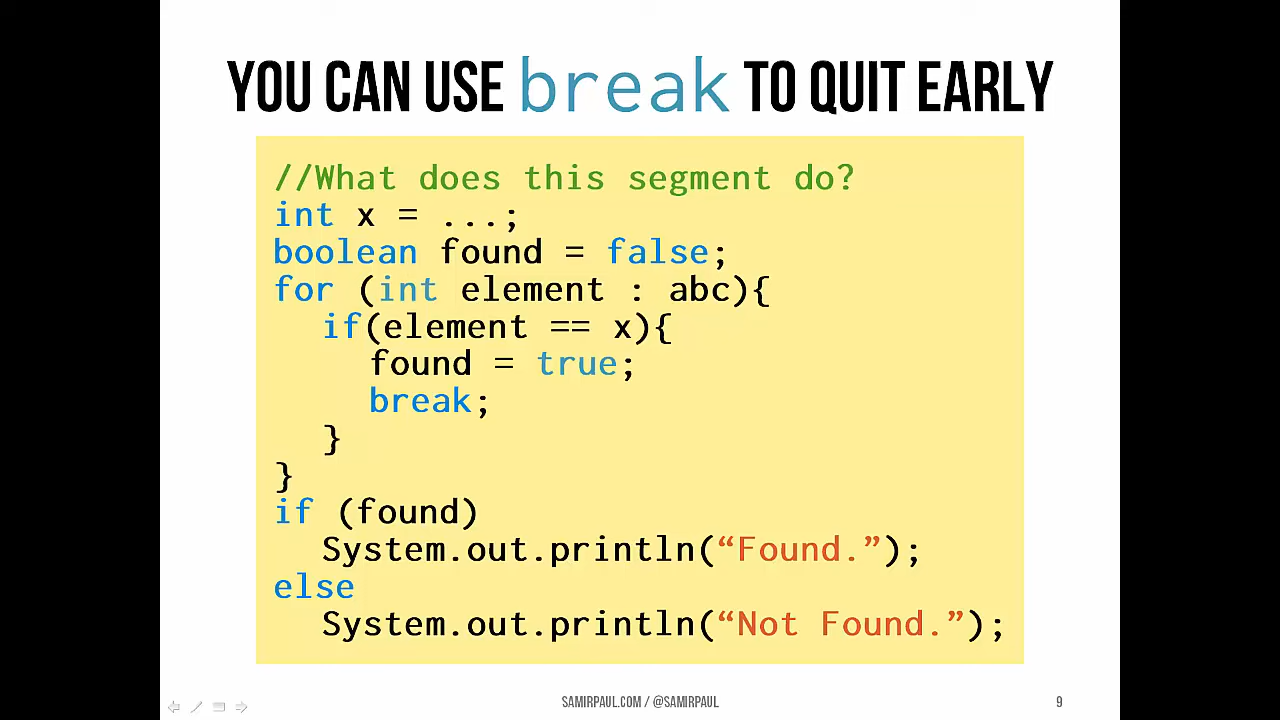 YOU CAN USE break TO QUIT EARLY
//What does this segment do?
int x = ...;
boolean found = false;
for (int element : abc){
if(element == x){
found = true;
break;
}
}
if (found)
System.out.println(“Found.”);
else
System.out.println(“Not Found.”);
SAMIRPAUL.COM / @SAMIRPAUL
9